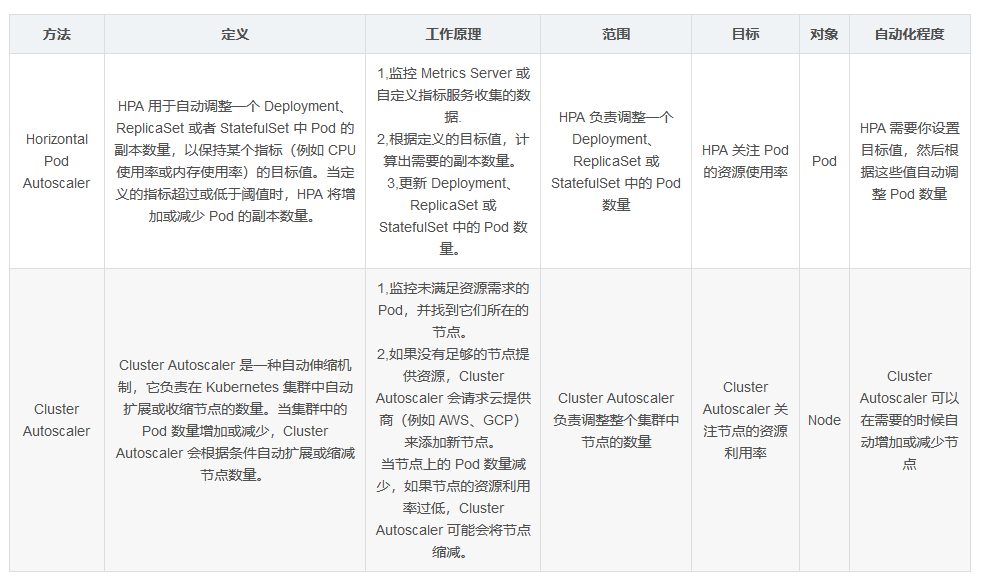 方法
定义
工作原理
范围
目标
对象
自动化程度
Horizontal
Pod
Autoscaler
HPA 用于自动调整一个 Deployment、
ReplicaSet 或者 StatefulSet 中 Pod 的
副本数量，以保持某个指标（例如 CPU
使用率或内存使用率）的目标值。当定
义的指标超过或低于阈值时，HPA 将增
加或减少 Pod 的副本数量。
1,监控 Metrics Server 或
自定义指标服务收集的数
据.
2,根据定义的目标值，计
算出需要的副本数量。
3,更新 Deployment、
ReplicaSet 或
StatefulSet 中的 Pod 数
量。
HPA 负责调整一个
Deployment、
ReplicaSet 或
StatefulSet 中的 Pod
数量
HPA 关注 Pod
的资源使用率
Pod
HPA 需要你设置
目标值，然后根
据这些值自动调
整 Pod 数量
Cluster
Autoscaler
Cluster Autoscaler 是一种自动伸缩机
制，它负责在 Kubernetes 集群中自动
扩展或收缩节点的数量。当集群中的
Pod 数量增加或减少，Cluster
Autoscaler 会根据条件自动扩展或缩减
节点数量。
1,监控未满足资源需求的
Pod，并找到它们所在的
节点。
2,如果没有足够的节点提
供资源，Cluster
Autoscaler 会请求云提供
商（例如 AWS、GCP）
来添加新节点。
当节点上的 Pod 数量减
少，如果节点的资源利用
率过低，Cluster
Autoscaler 可能会将节点
缩减。
Cluster Autoscaler
负责调整整个集群中
节点的数量
Cluster
Autoscaler 关
注节点的资源
利用率
Node
Cluster
Autoscaler 可以
在需要的时候自
动增加或减少节
点